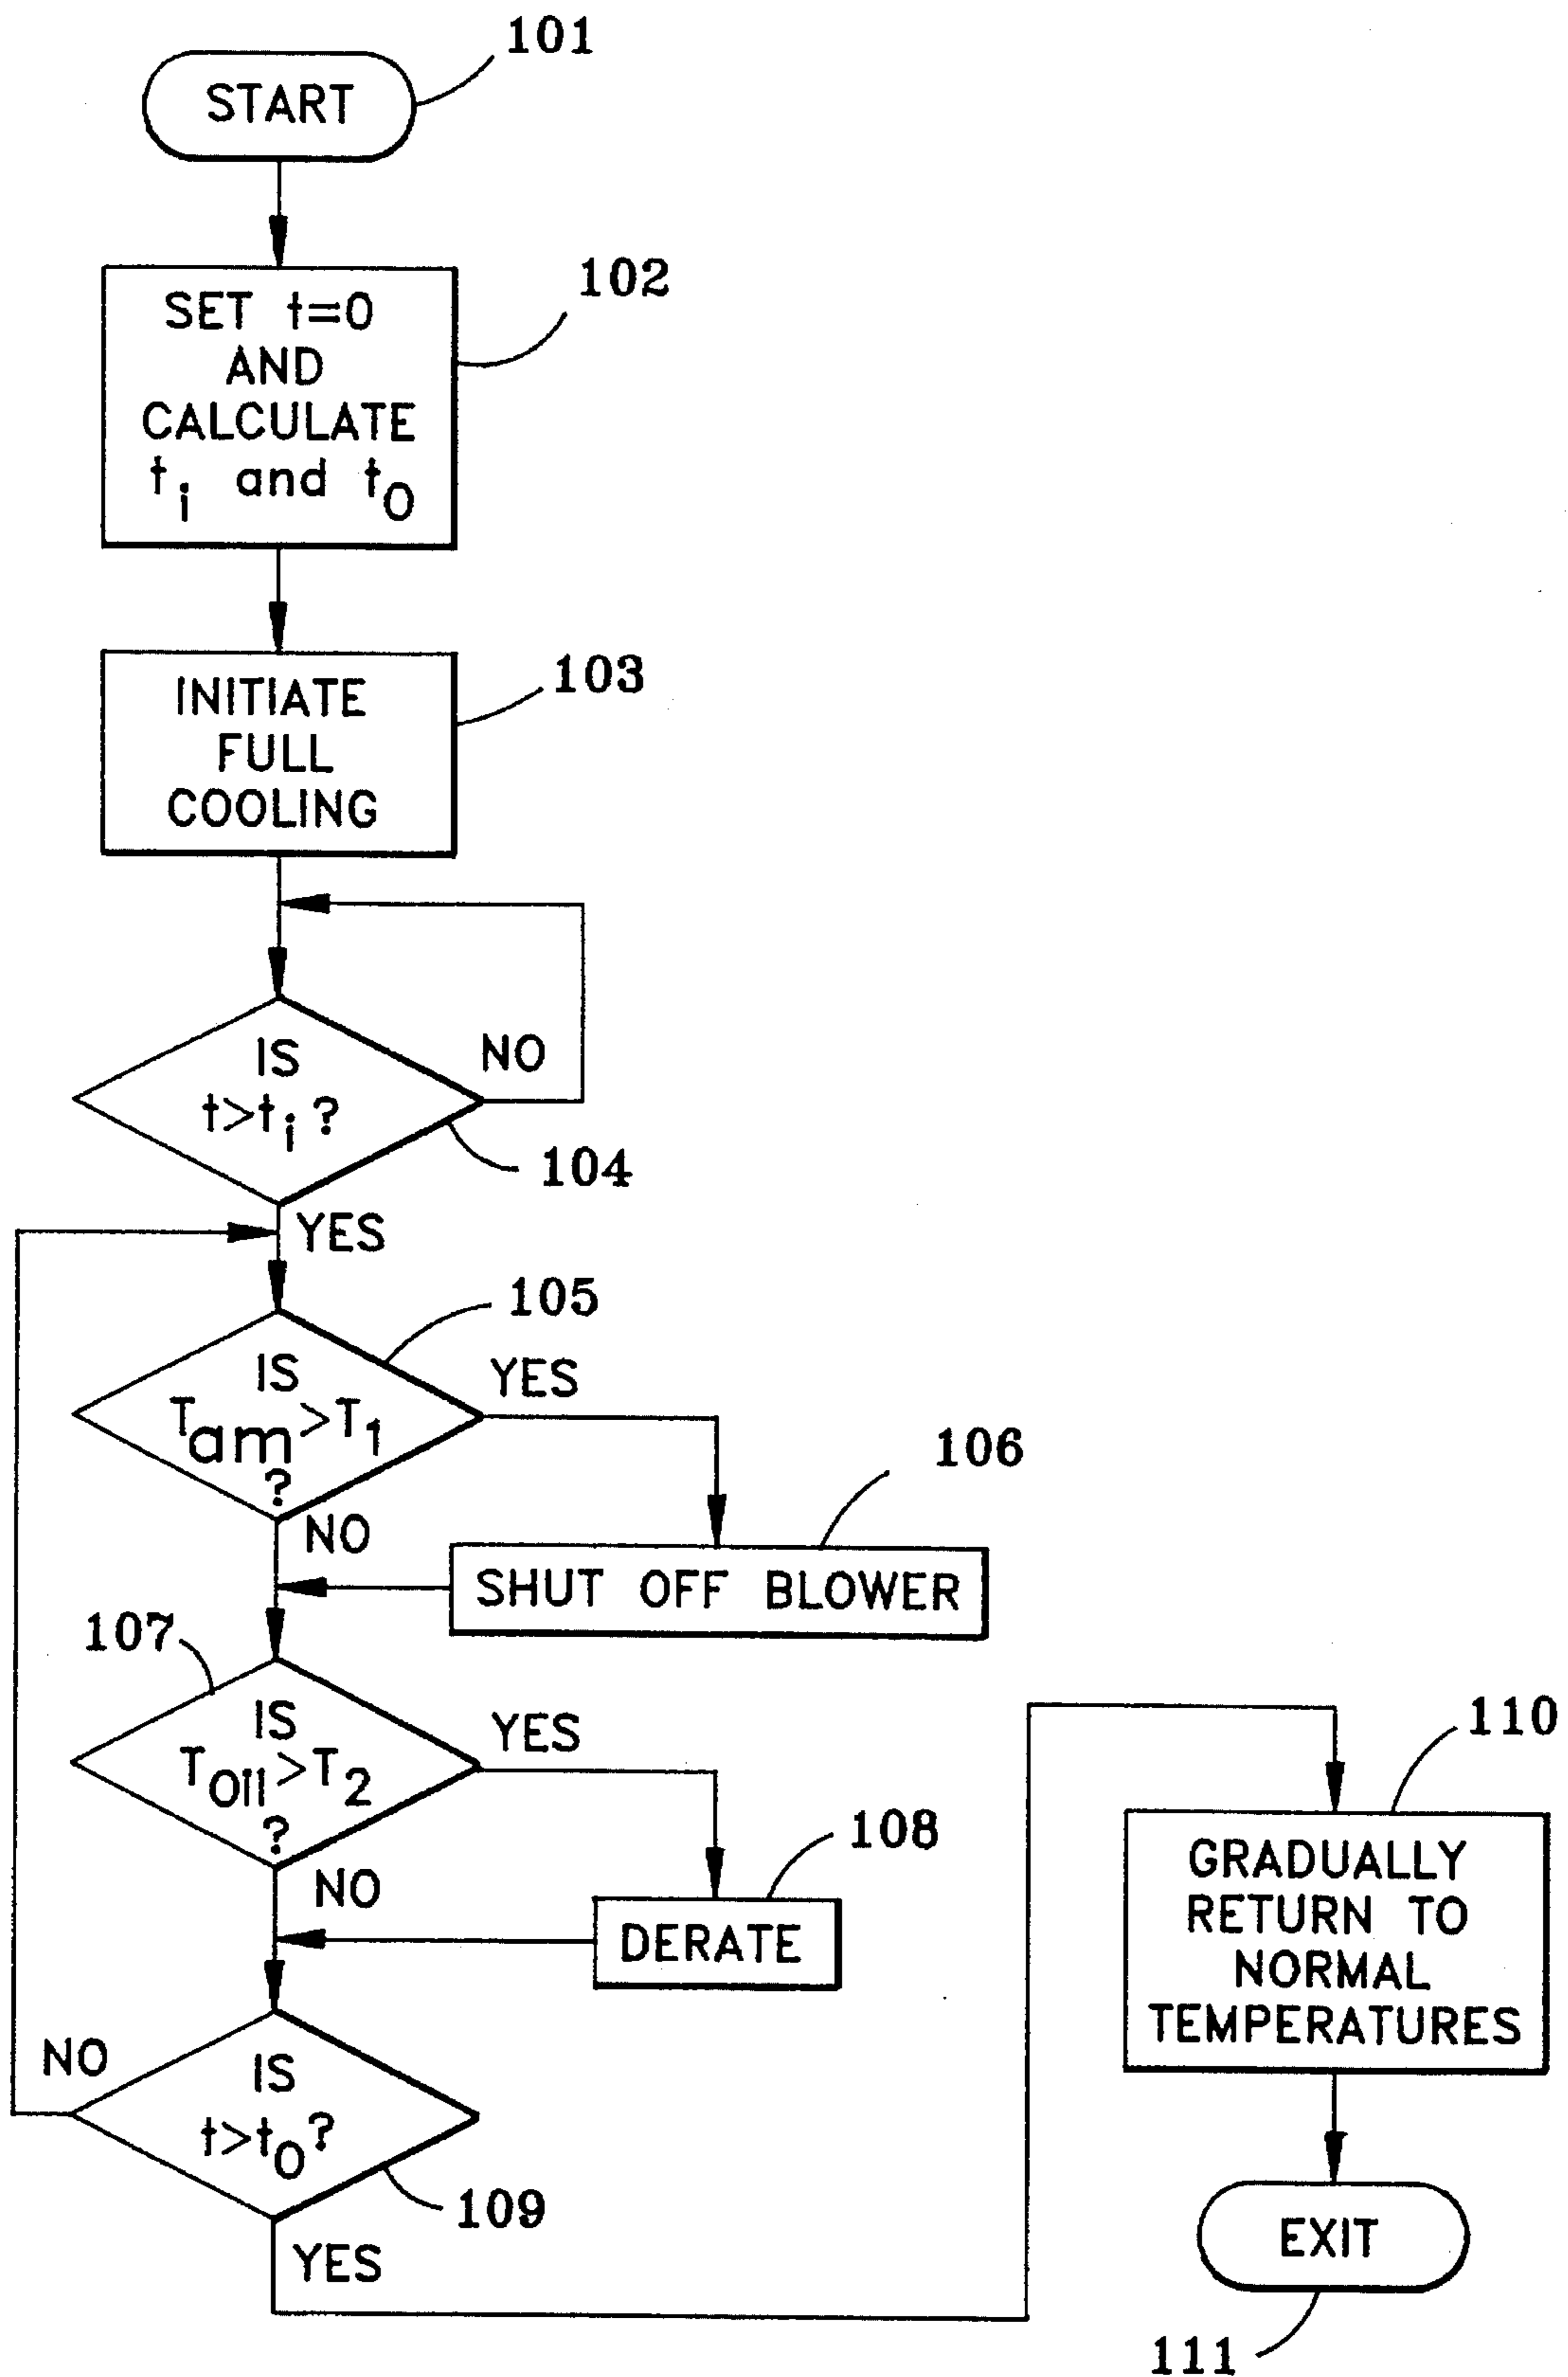 101
START
102
SET t=0
AND
CALCULATE
ti and t0
103
INITIATE
FULL
COOLING
IS
t>ti ?
NO
104
YES
105
IS
Tam>T1
?
YES
106
NO
SHUT OFF BLOWER
107
IS
Toil>T2
?
YES
108
NO
DERATE
NO
IS
t>t0?
109
YES
110
GRADUALLY
RETURN TO
NORMAL
TEMPERATURES
EXIT
111